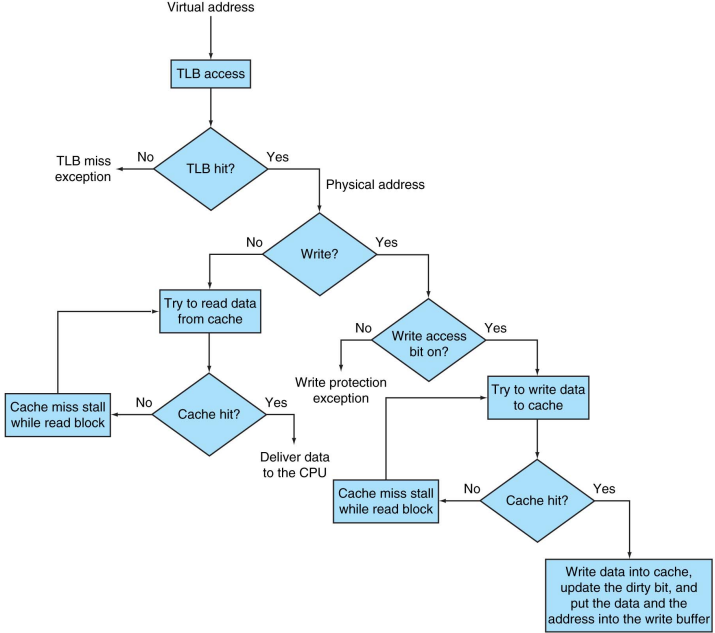 Virtual address
TLB access
TLB miss
exception
No
TLB hit?
Yes
Physical address
No
Write?
Yes
Try to read data
from cache
No
Write access
bit on?
Yes
Write protection
exception
Try to write data
to cache
Cache miss stall
while read block
No
Cache hit?
Yes
Deliver data
to the CPU
Cache miss stall
while read block
No
Cache hit?
Yes
Write data into cache,
update the dirty bit, and
put the data and the
address into the write buffer